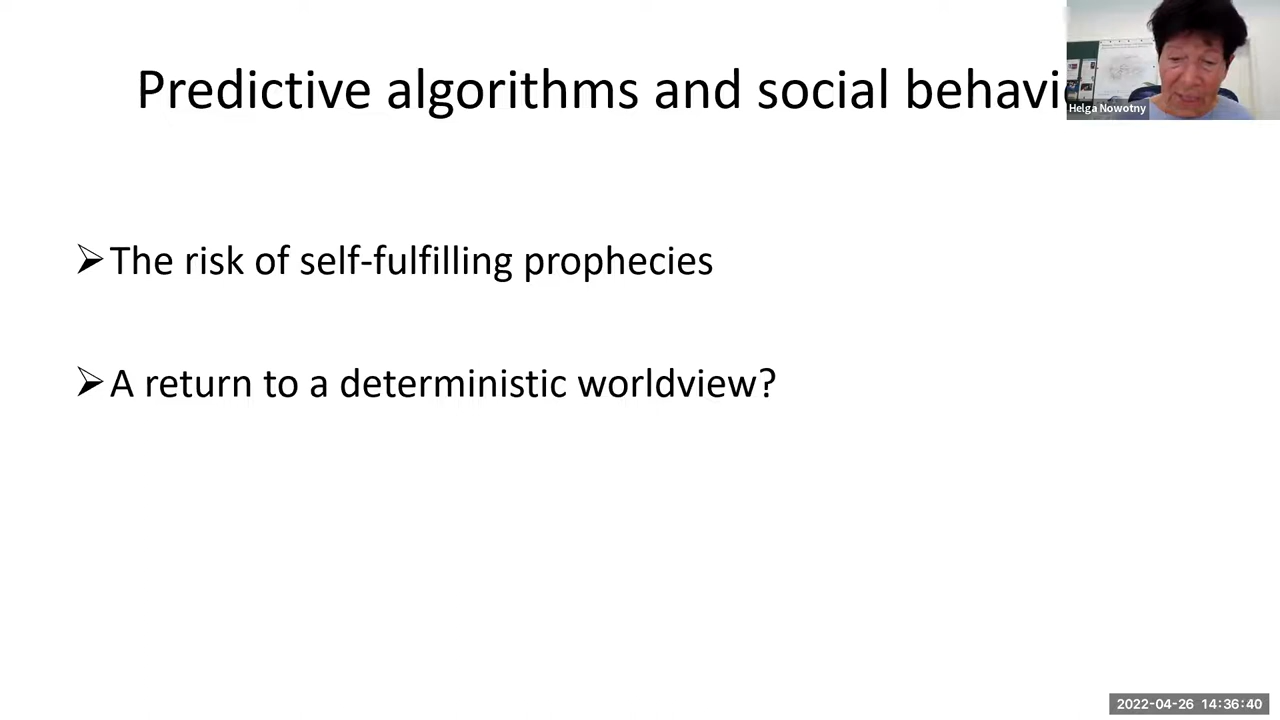 Predictive algorithms and social behavi
Helga Nowotny
The risk of self-fulfilling prophecies
A return to a deterministic worldview?
2022-04-26 14:36:40